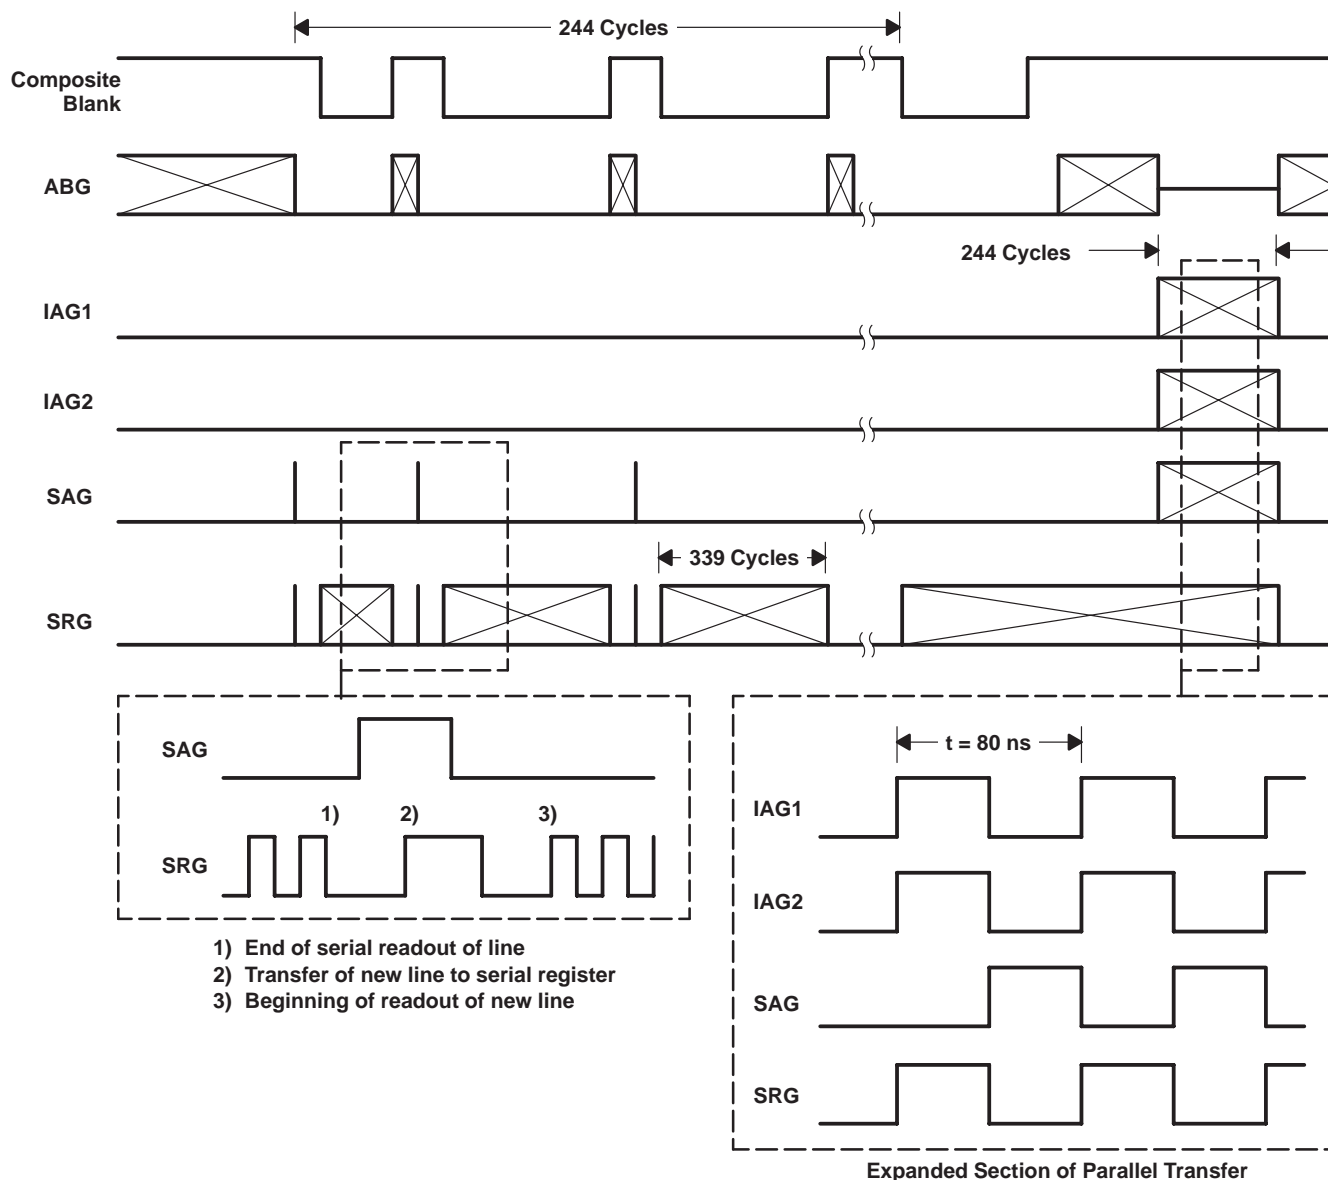 244 Cycles
Composite
Blank
ABG
244 Cycles
IAG1
IAG2
SAG
339 Cycles
SRG
SAG
1) 2) 3)
SRG
1) End of serial readout of line
2) Transfer of new line to serial register
3) Beginning of readout of new line
t = 80 ns
IAG1
IAG2
SAG
SRG
Expanded Section of Parallel Transfer